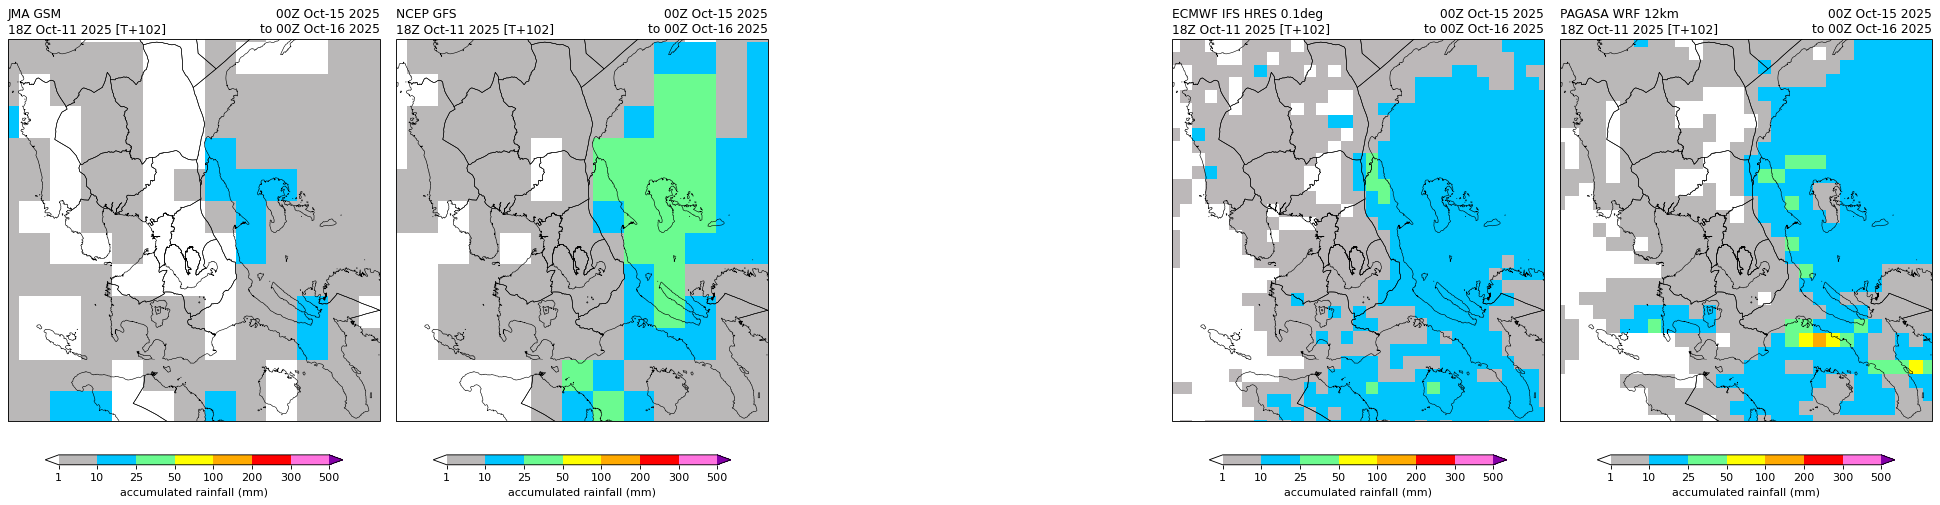 JMA GSM 00Z Oct-15 2025
18Z Oct-11 2025 [T+102] to 00Z Oct-16 2025
NCEP GFS 00Z Oct-15 2025
18Z Oct-11 2025 [T+102] to 00Z Oct-16 2025
ECMWF IFS HRES 0.1deg 00Z Oct-15 2025
18Z Oct-11 2025 [T+102] to 00Z Oct-16 2025
PAGASA WRF 12km 00Z Oct-15 2025
18Z Oct-11 2025 [T+102] to 00Z Oct-16 2025
1 10 25 50 100 200 300 500
accumulated rainfall (mm)
1 10 25 50 100 200 300 500
accumulated rainfall (mm)
1 10 25 50 100 200 300 500
accumulated rainfall (mm)
1 10 25 50 100 200 300 500
accumulated rainfall (mm)